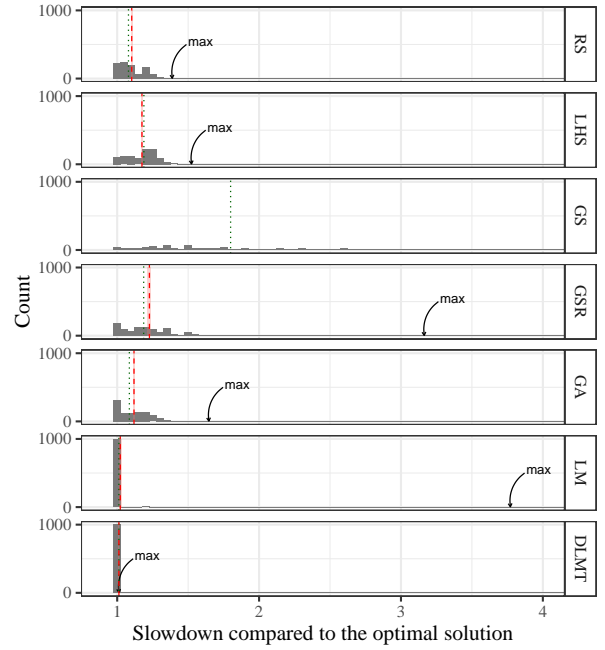 1000
0
max
RS
1000
0
max
LHS
1000
0
GS
1000
0
max
GSR
1000
0
max
GA
1000
0
max
LM
1000
0
max
DLMT
Count
1 2 3 4
Slowdown compared to the optimal solution